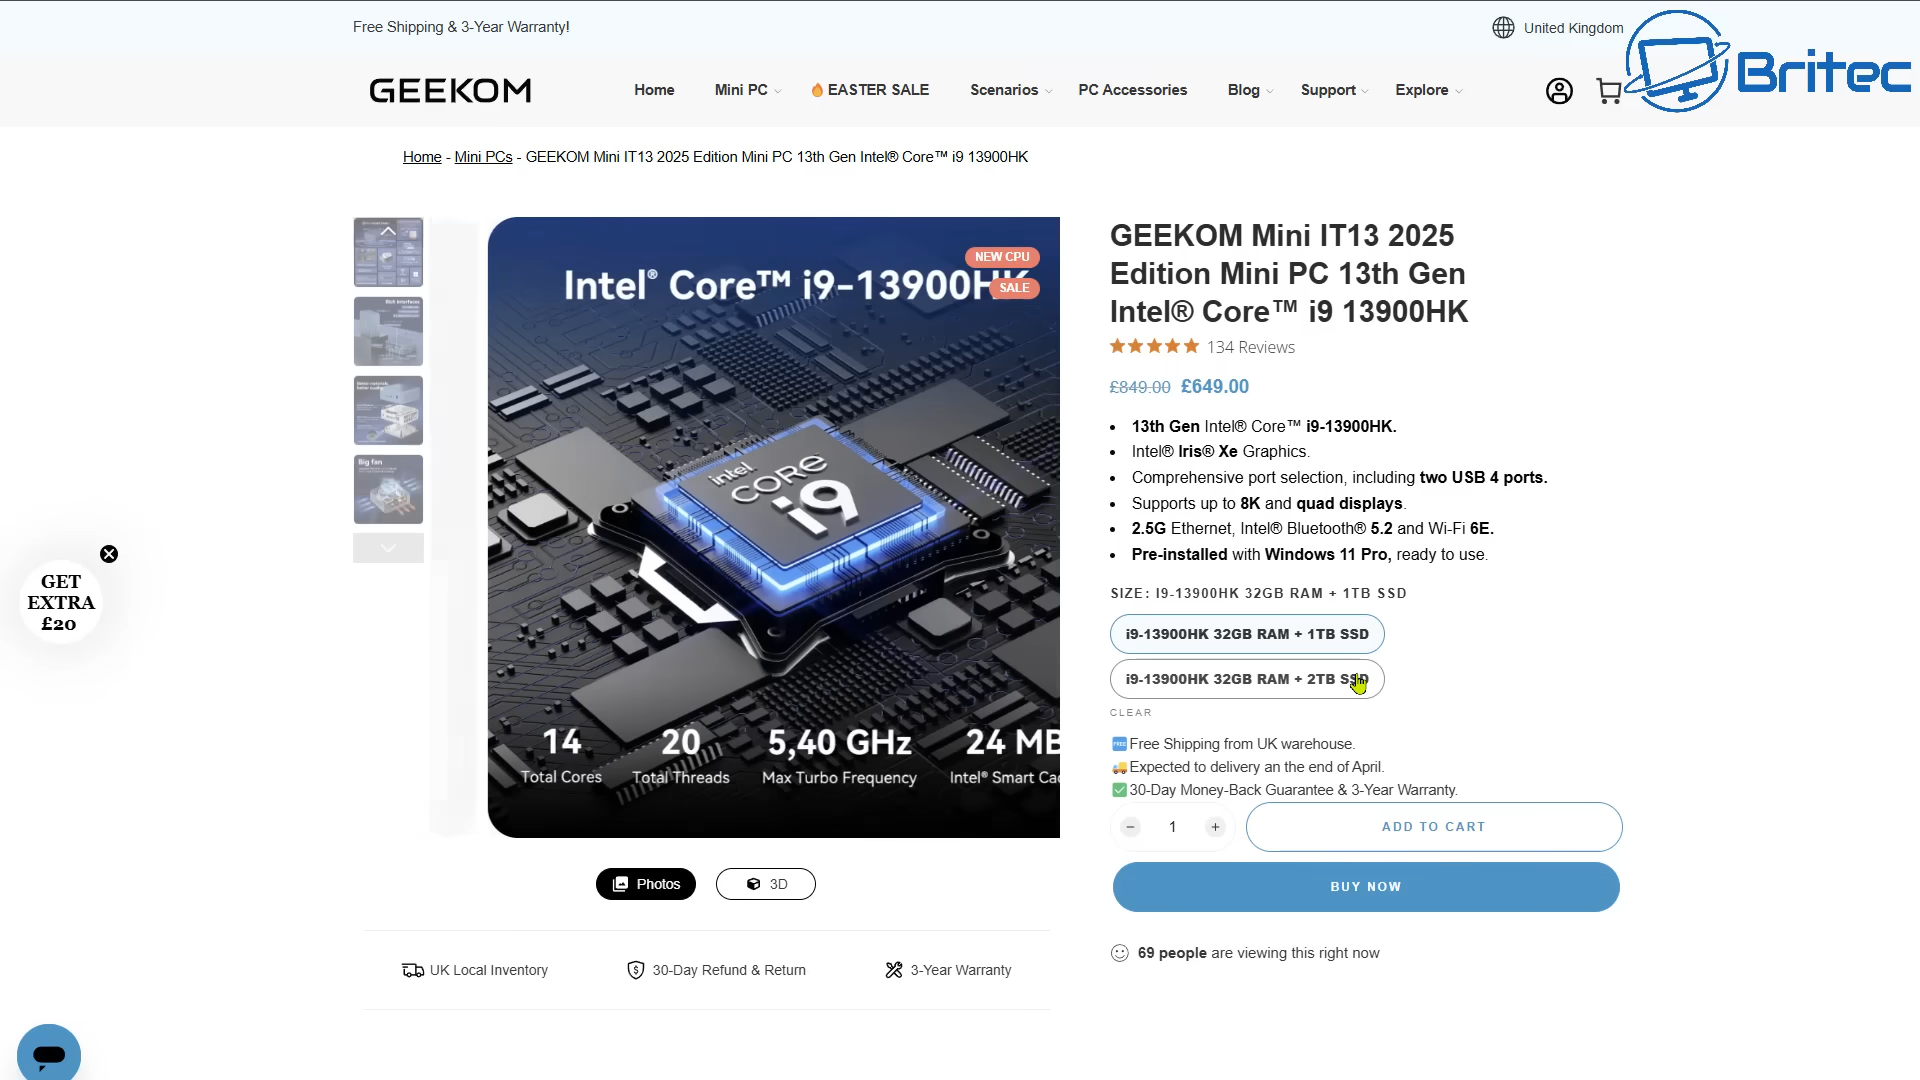 Free Shipping & 3-Year Warranty!
United Kingdom
Britec
GEEKOM
Home
Mini PC
EASTER SALE
Scenarios
PC Accessories
Blog
Support
Explore
Home - Mini PCs - GEEKOM Mini IT13 2025 Edition Mini PC 13th Gen Intel® Core™ i9 13900HK
Big fan
NEW CPU
SALE
Intel® Core™ i9-13900HK
intel
CORE
i9
14
Total Cores
20
Total Threads
5,40 GHz
Max Turbo Frequency
24 MB
Intel® Smart Cac
GEEKOM Mini IT13 2025
Edition Mini PC 13th Gen
Intel® Core™ i9 13900HK
134 Reviews
£849.00 £649.00
13th Gen Intel® Core™ i9-13900HK.
Intel® Iris® Xe Graphics.
Comprehensive port selection, including two USB 4 ports.
Supports up to 8K and quad displays.
2.5G Ethernet, Intel® Bluetooth® 5.2 and Wi-Fi 6E.
Pre-installed with Windows 11 Pro, ready to use.
SIZE: I9-13900HK 32GB RAM + 1TB SSD
i9-13900HK 32GB RAM + 1TB SSD
i9-13900HK 32GB RAM + 2TB SSD
CLEAR
FREE Free Shipping from UK warehouse.
Expected to delivery an the end of April.
30-Day Money-Back Guarantee & 3-Year Warranty.
- 1 +
ADD TO CART
BUY NOW
69 people are viewing this right now
Photos
3D
UK Local Inventory
30-Day Refund & Return
3-Year Warranty
GET
EXTRA
£20